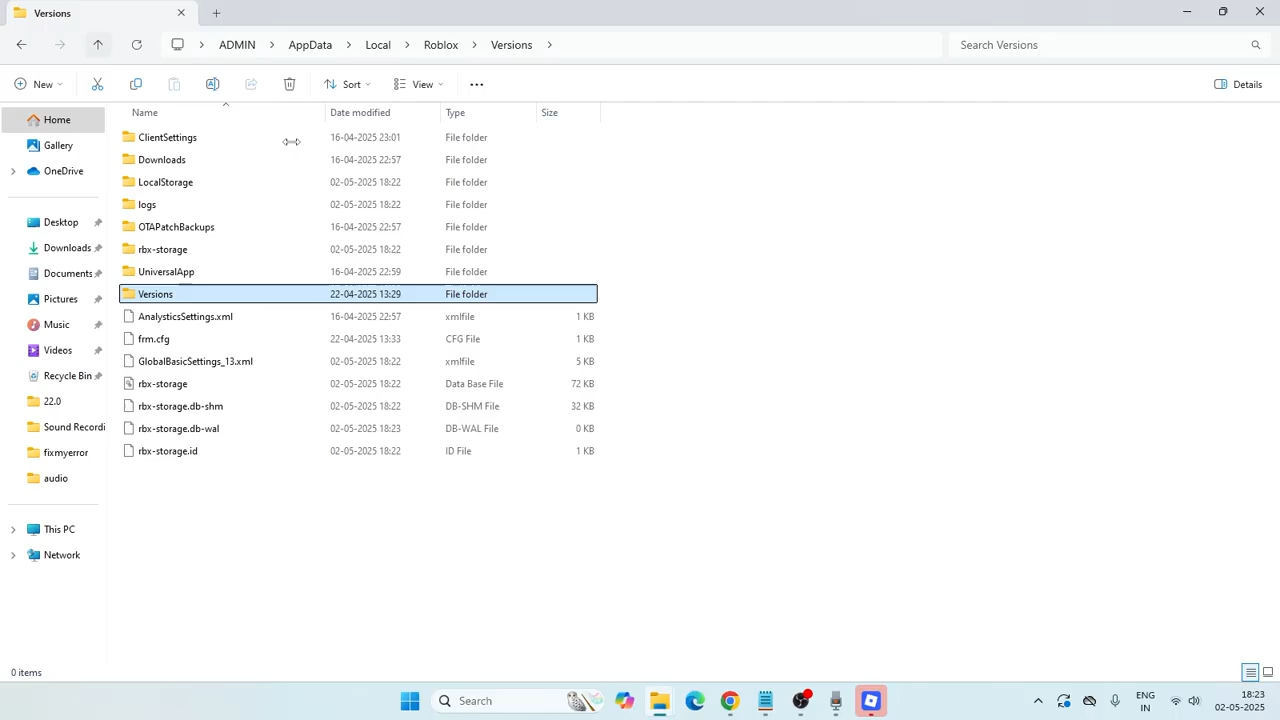 Versions
ADMIN > AppData > Local > Roblox > Versions >
Search Versions
New
Sort
View
Details
Name Date modified Type Size
Home
Gallery
OneDrive
Desktop
Downloads
Documents
Pictures
Music
Videos
Recycle Bin
22.0
Sound Recordi
fixmyerror
audio
This PC
Network
ClientSettings 16-04-2025 23:01 File folder
Downloads 16-04-2025 22:57 File folder
LocalStorage 02-05-2025 18:22 File folder
logs 02-05-2025 18:22 File folder
OTAPatchBackups 16-04-2025 22:57 File folder
rbx-storage 02-05-2025 18:22 File folder
UniversalApp 16-04-2025 22:59 File folder
Versions 22-04-2025 13:29 File folder
AnalysticsSettings.xml 16-04-2025 22:57 xmlfile 1 KB
frm.cfg 22-04-2025 13:33 CFG File 1 KB
GlobalBasicSettings_13.xml 02-05-2025 18:22 xmlfile 5 KB
rbx-storage 02-05-2025 18:22 Data Base File 72 KB
rbx-storage.db-shm 02-05-2025 18:22 DB-SHM File 32 KB
rbx-storage.db-wal 02-05-2025 18:23 DB-WAL File 0 KB
rbx-storage.id 02-05-2025 18:22 ID File 1 KB
0 items
Search
ENG
IN
18:23
02-05-2025